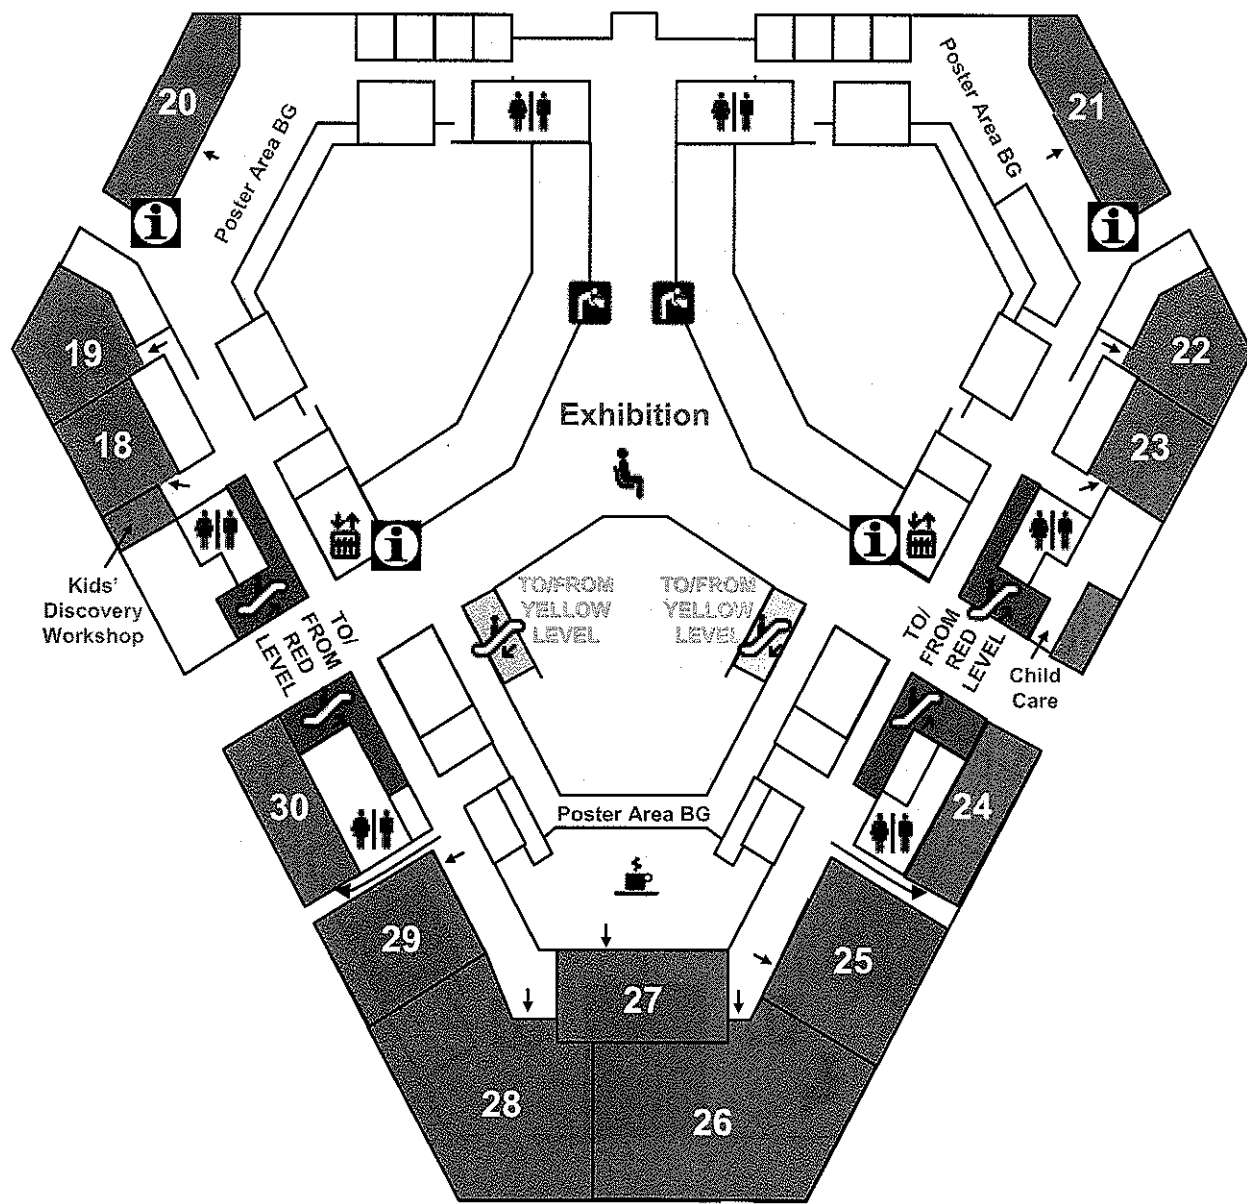 20
Poster Area BG
Poster Area BG
21
19
22
Exhibition
18
23
Kids'
Discovery
Workshop
TO/FROM
YELLOW
LEVEL
TO/FROM
YELLOW
LEVEL
TO/
FROM
RED
LEVEL
TO/
FROM
RED
LEVEL
Child
Care
30
Poster Area BG
24
29
25
27
28
26